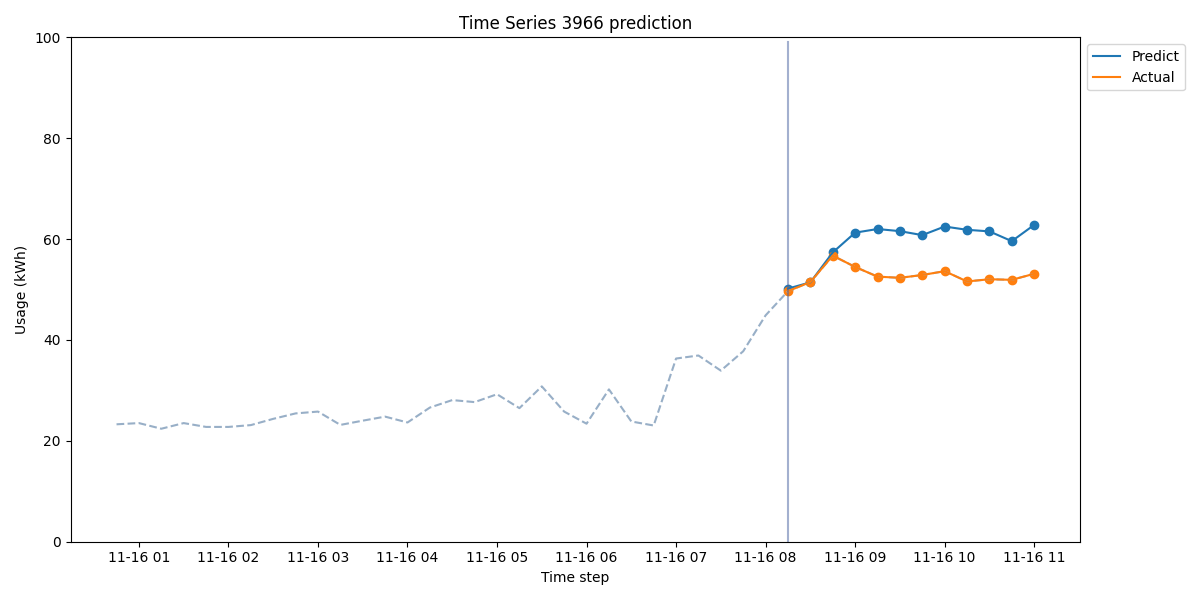 Time Series 3966 prediction
100
80
60
40
20
0
Usage (kWh)
11-16 01 11-16 02 11-16 03 11-16 04 11-16 05 11-16 06 11-16 07 11-16 08 11-16 09 11-16 10 11-16 11
Time step
Predict
Actual